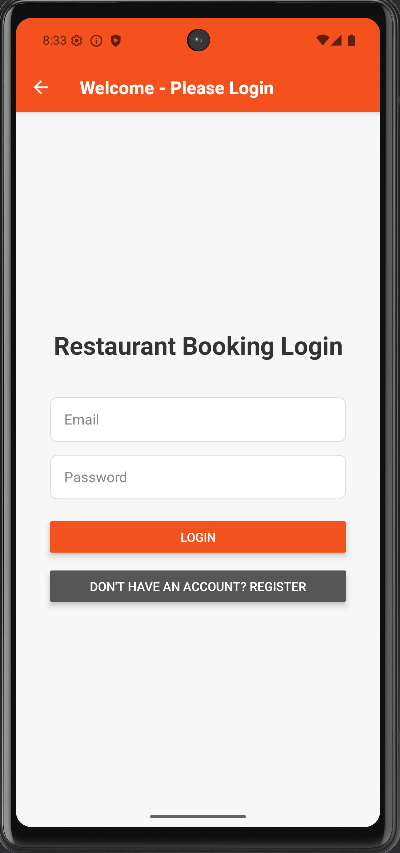 8:33
Welcome - Please Login
Restaurant Booking Login
Email
Password
LOGIN
DON'T HAVE AN ACCOUNT? REGISTER